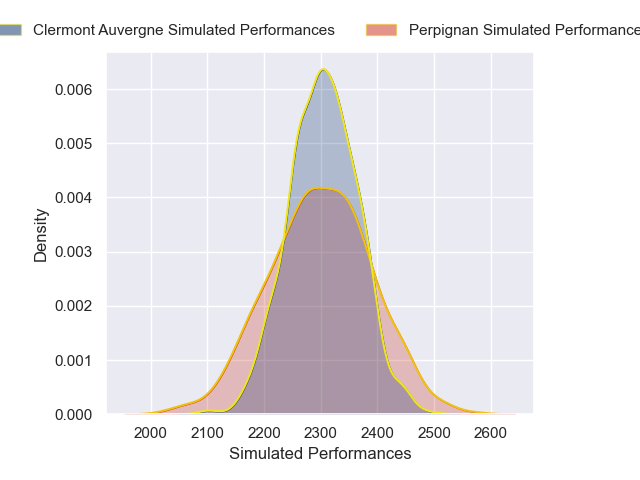 Clermont Auvergne Simulated Performances Perpignan Simulated Performance
0.006
0.005
0.004
0.003
0.002
0.001
0.000
Density
2000 2100 2200 2300 2400 2500 2600
Simulated Performances